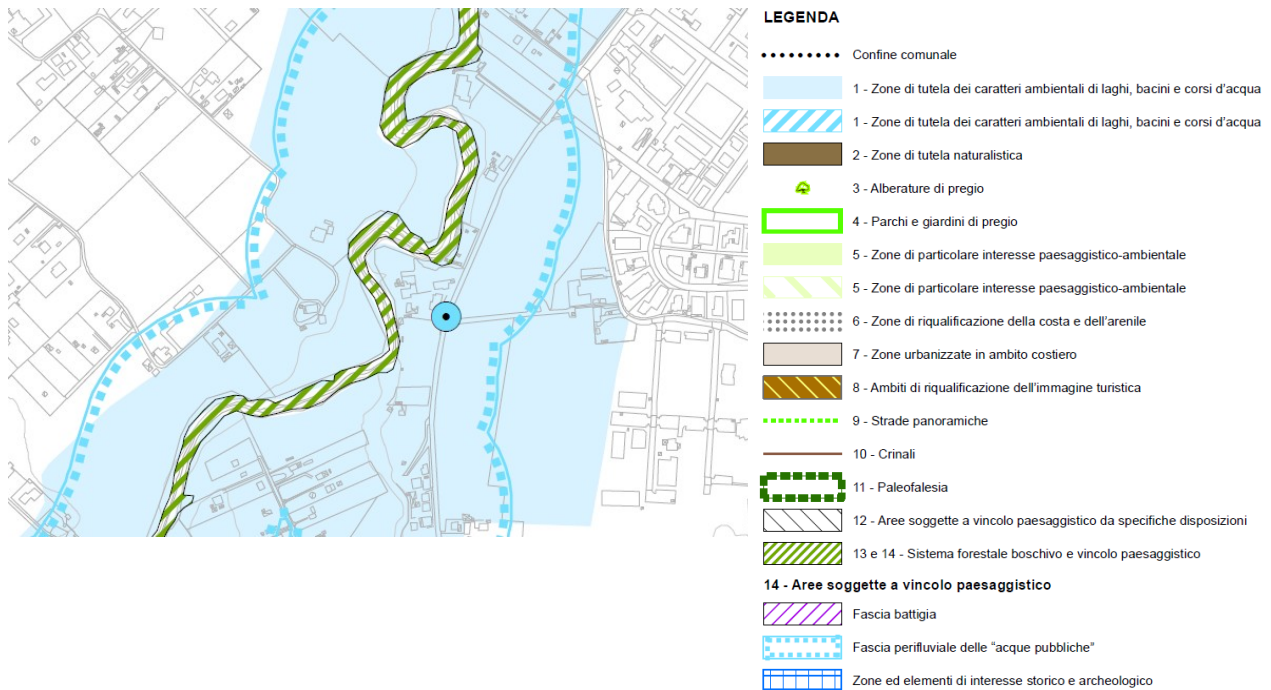 LEGENDA
Confine comunale
1 - Zone di tutela dei caratteri ambientali di laghi, bacini e corsi d'acqua
1 - Zone di tutela dei caratteri ambientali di laghi, bacini e corsi d'acqua
2 - Zone di tutela naturalistica
3 - Alberature di pregio
4 - Parchi e giardini di pregio
5 - Zone di particolare interesse paesaggistico-ambientale
5 - Zone di particolare interesse paesaggistico-ambientale
6 - Zone di riqualificazione della costa e dell'arenile
7 - Zone urbanizzate in ambito costiero
8 - Ambiti di riqualificazione dell'immagine turistica
9 - Strade panoramiche
10 - Crinali
11 - Paleofalesia
12 - Aree soggette a vincolo paesaggistico da specifiche disposizioni
13 e 14 - Sistema forestale boschivo e vincolo paesaggistico
14 - Aree soggette a vincolo paesaggistico
Fascia battigia
Fascia perifluviale delle "acque pubbliche"
Zone ed elementi di interesse storico e archeologico